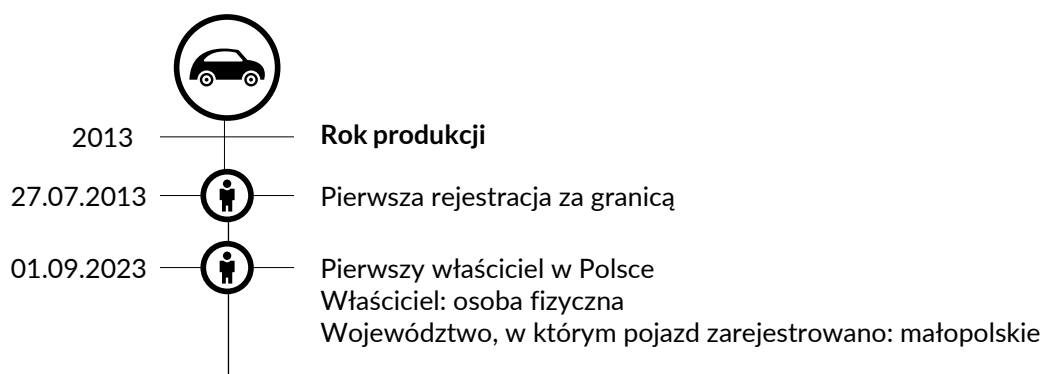 2013 Rok produkcji
27.07.2013 Pierwsza rejestracja za granicą
01.09.2023 Pierwszy właściciel w Polsce
Właściciel: osoba fizyczna
Województwo, w którym pojazd zarejestrowano: małopolskie